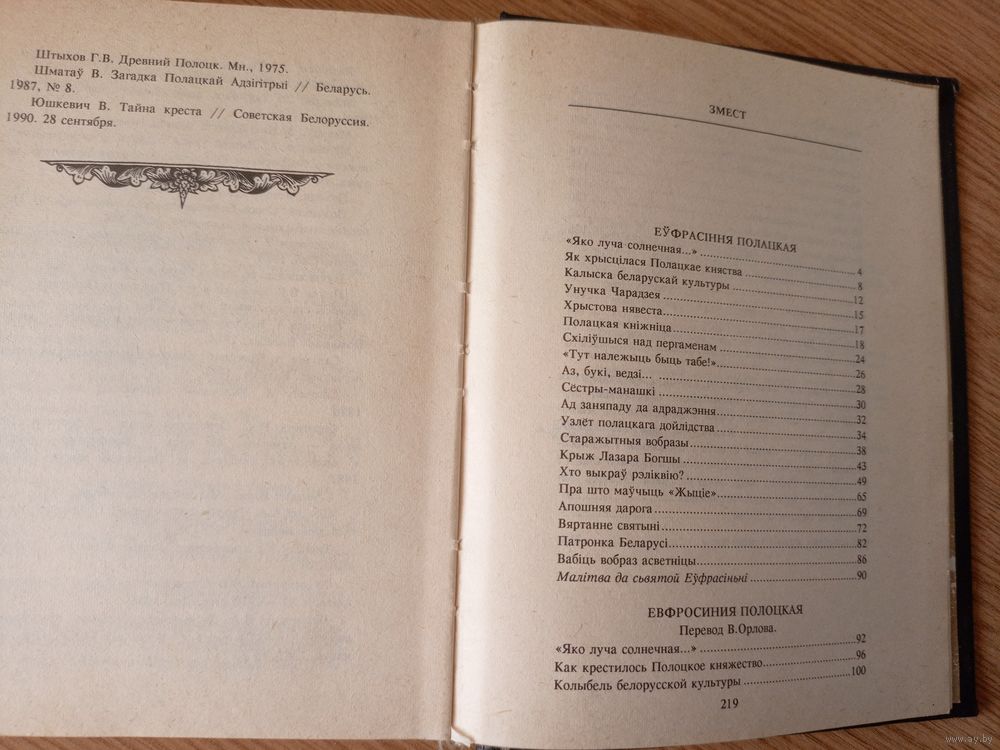 Штыхов Г.В. Древний Полоцк. Мн., 1975.
Шматаў В. Загадка Полацкай Адзігітрыі // Беларусь.
1987, № 8.
Юшкевич В. Тайна креста // Советская Белоруссия.
1990. 28 сентября.
ЗМЕСТ
ЕЎФРАСІННЯ ПОЛАЦКАЯ
«Яко луча солнечная...» 4
Як хрысцілася Полацкае княства 8
Калыска беларускай культуры 12
Унучка Чарадзея 15
Хрыстова нявеста 17
Полацкая кніжніца 18
Схіліўшыся над пергаменам 24
«Тут належыць быць табе!» 26
Аз, букі, ведзі... 28
Сёстры-манашкі 30
Ад заняпаду да адраджэння 32
Узлёт полацкага дойлідства 34
Старажытныя вобразы 38
Крыж Лазара Богшы 43
Хто выкраў рэліквію? 49
Пра што маўчыць «Жыціе» 65
Апошняя дарога 69
Вяртанне святыні 72
Патронка Беларусі 82
Вабіць вобраз асветніцы 86
Малітва да сьвятой Еўфрасіньні 90
ЕВФРОСИНИЯ ПОЛОЦКАЯ
Перевод В.Орлова.
«Яко луча солнечная...» 92
Как крестилось Полоцкое княжество 96
Колыбель белорусской культуры 100
219
www.ay.by